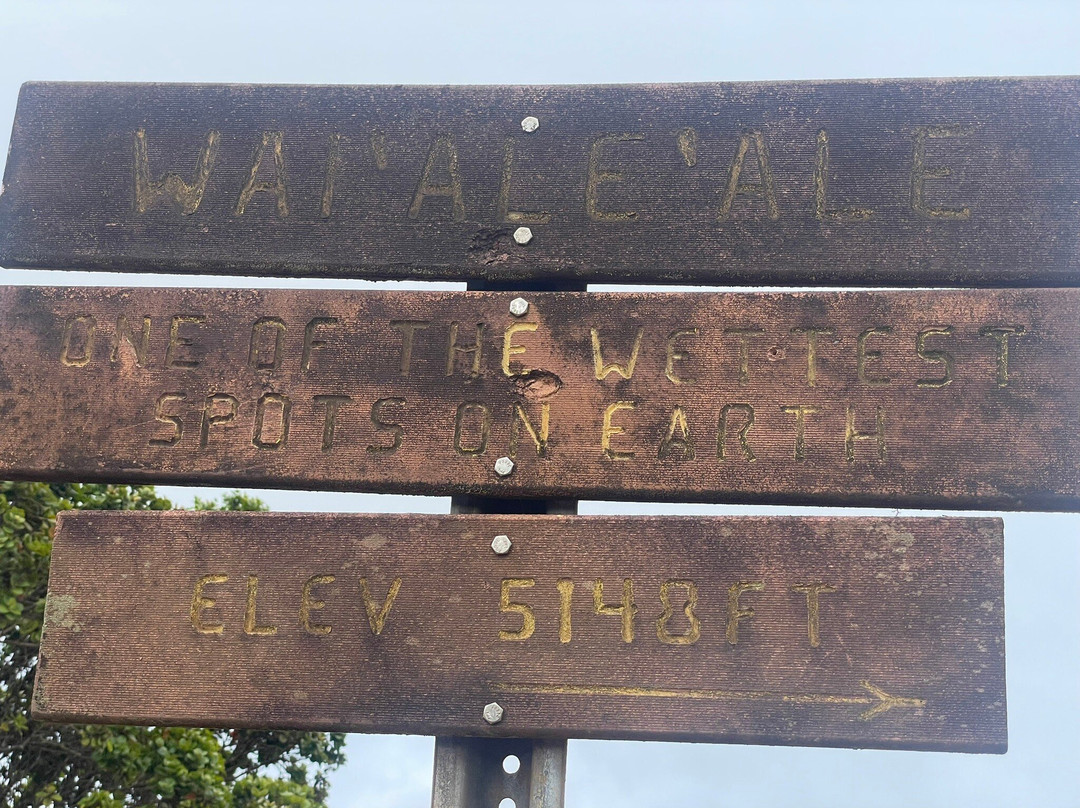 WAI'ALE'ALE
ONE OF THE WETTEST
SPOTS ON EARTH
ELEV 5148FT